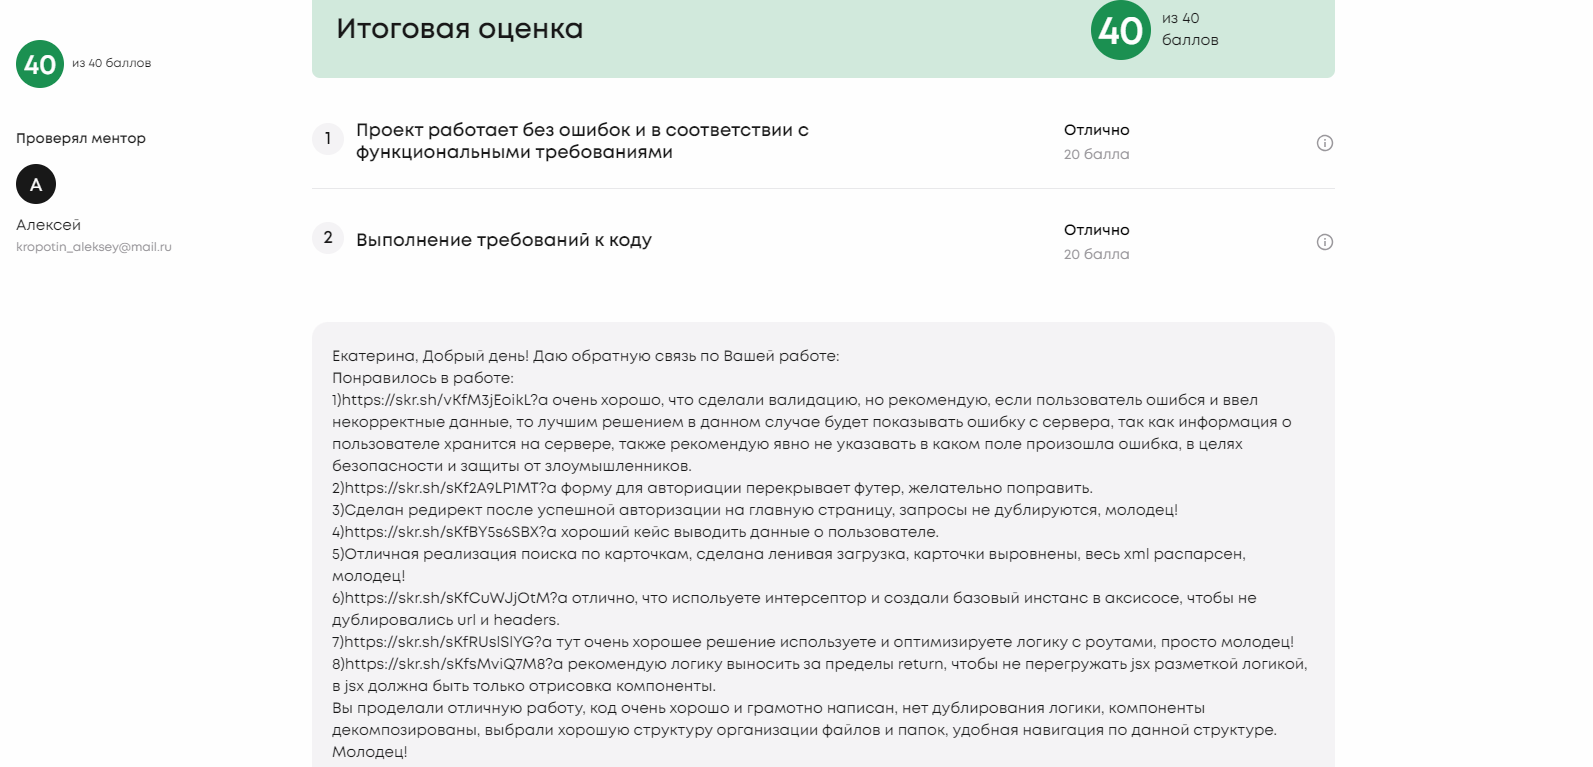 Итоговая оценка
40
из 40
баллов
40
из 40 баллов
Проверял ментор
А
Алексей
kropotin_aleksey@mail.ru
1
Проект работает без ошибок и в соответствии с
функциональными требованиями
Отлично
20 балла
2
Выполнение требований к коду
Отлично
20 балла
Екатерина, Добрый день! Даю обратную связь по Вашей работе:
Понравилось в работе:
1)https://skr.sh/vKfM3jEoikL?a очень хорошо, что сделали валидацию, но рекомендую, если пользователь ошибся и ввел
некорректные данные, то лучшим решением в данном случае будет показывать ошибку с сервера, так как информация о
пользователе хранится на сервере, также рекомендую явно не указавать в каком поле произошла ошибка, в целях
безопасности и защиты от злоумышленников.
2)https://skr.sh/sKf2A9LP1MT?a форму для авториации перекрывает футер, желательно поправить.
3)Сделан редирект после успешной авторизации на главную страницу, запросы не дублируются, молодец!
4)https://skr.sh/sKfBY5s6SBX?a хороший кейс выводить данные о пользователе.
5)Отличная реализация поиска по карточкам, сделана ленивая загрузка, карточки выровнены, весь xml распарсен,
молодец!
6)https://skr.sh/sKfCuWJjOtM?a отлично, что испольуете интерсептор и создали базовый инстанс в аксисосе, чтобы не
дублировались url и headers.
7)https://skr.sh/sKfRUslSlYG?a тут очень хорошее решение используете и оптимизируете логику с роутами, просто молодец!
8)https://skr.sh/sKfsMviQ7M8?a рекомендую логику выносить за пределы return, чтобы не перегружать jsx разметкой логикой,
в jsx должна быть только отрисовка компоненты.
Вы проделали отличную работу, код очень хорошо и грамотно написан, нет дублирования логики, компоненты
декомпозированы, выбрали хорошую структуру организации файлов и папок, удобная навигация по данной структуре.
Молодец!